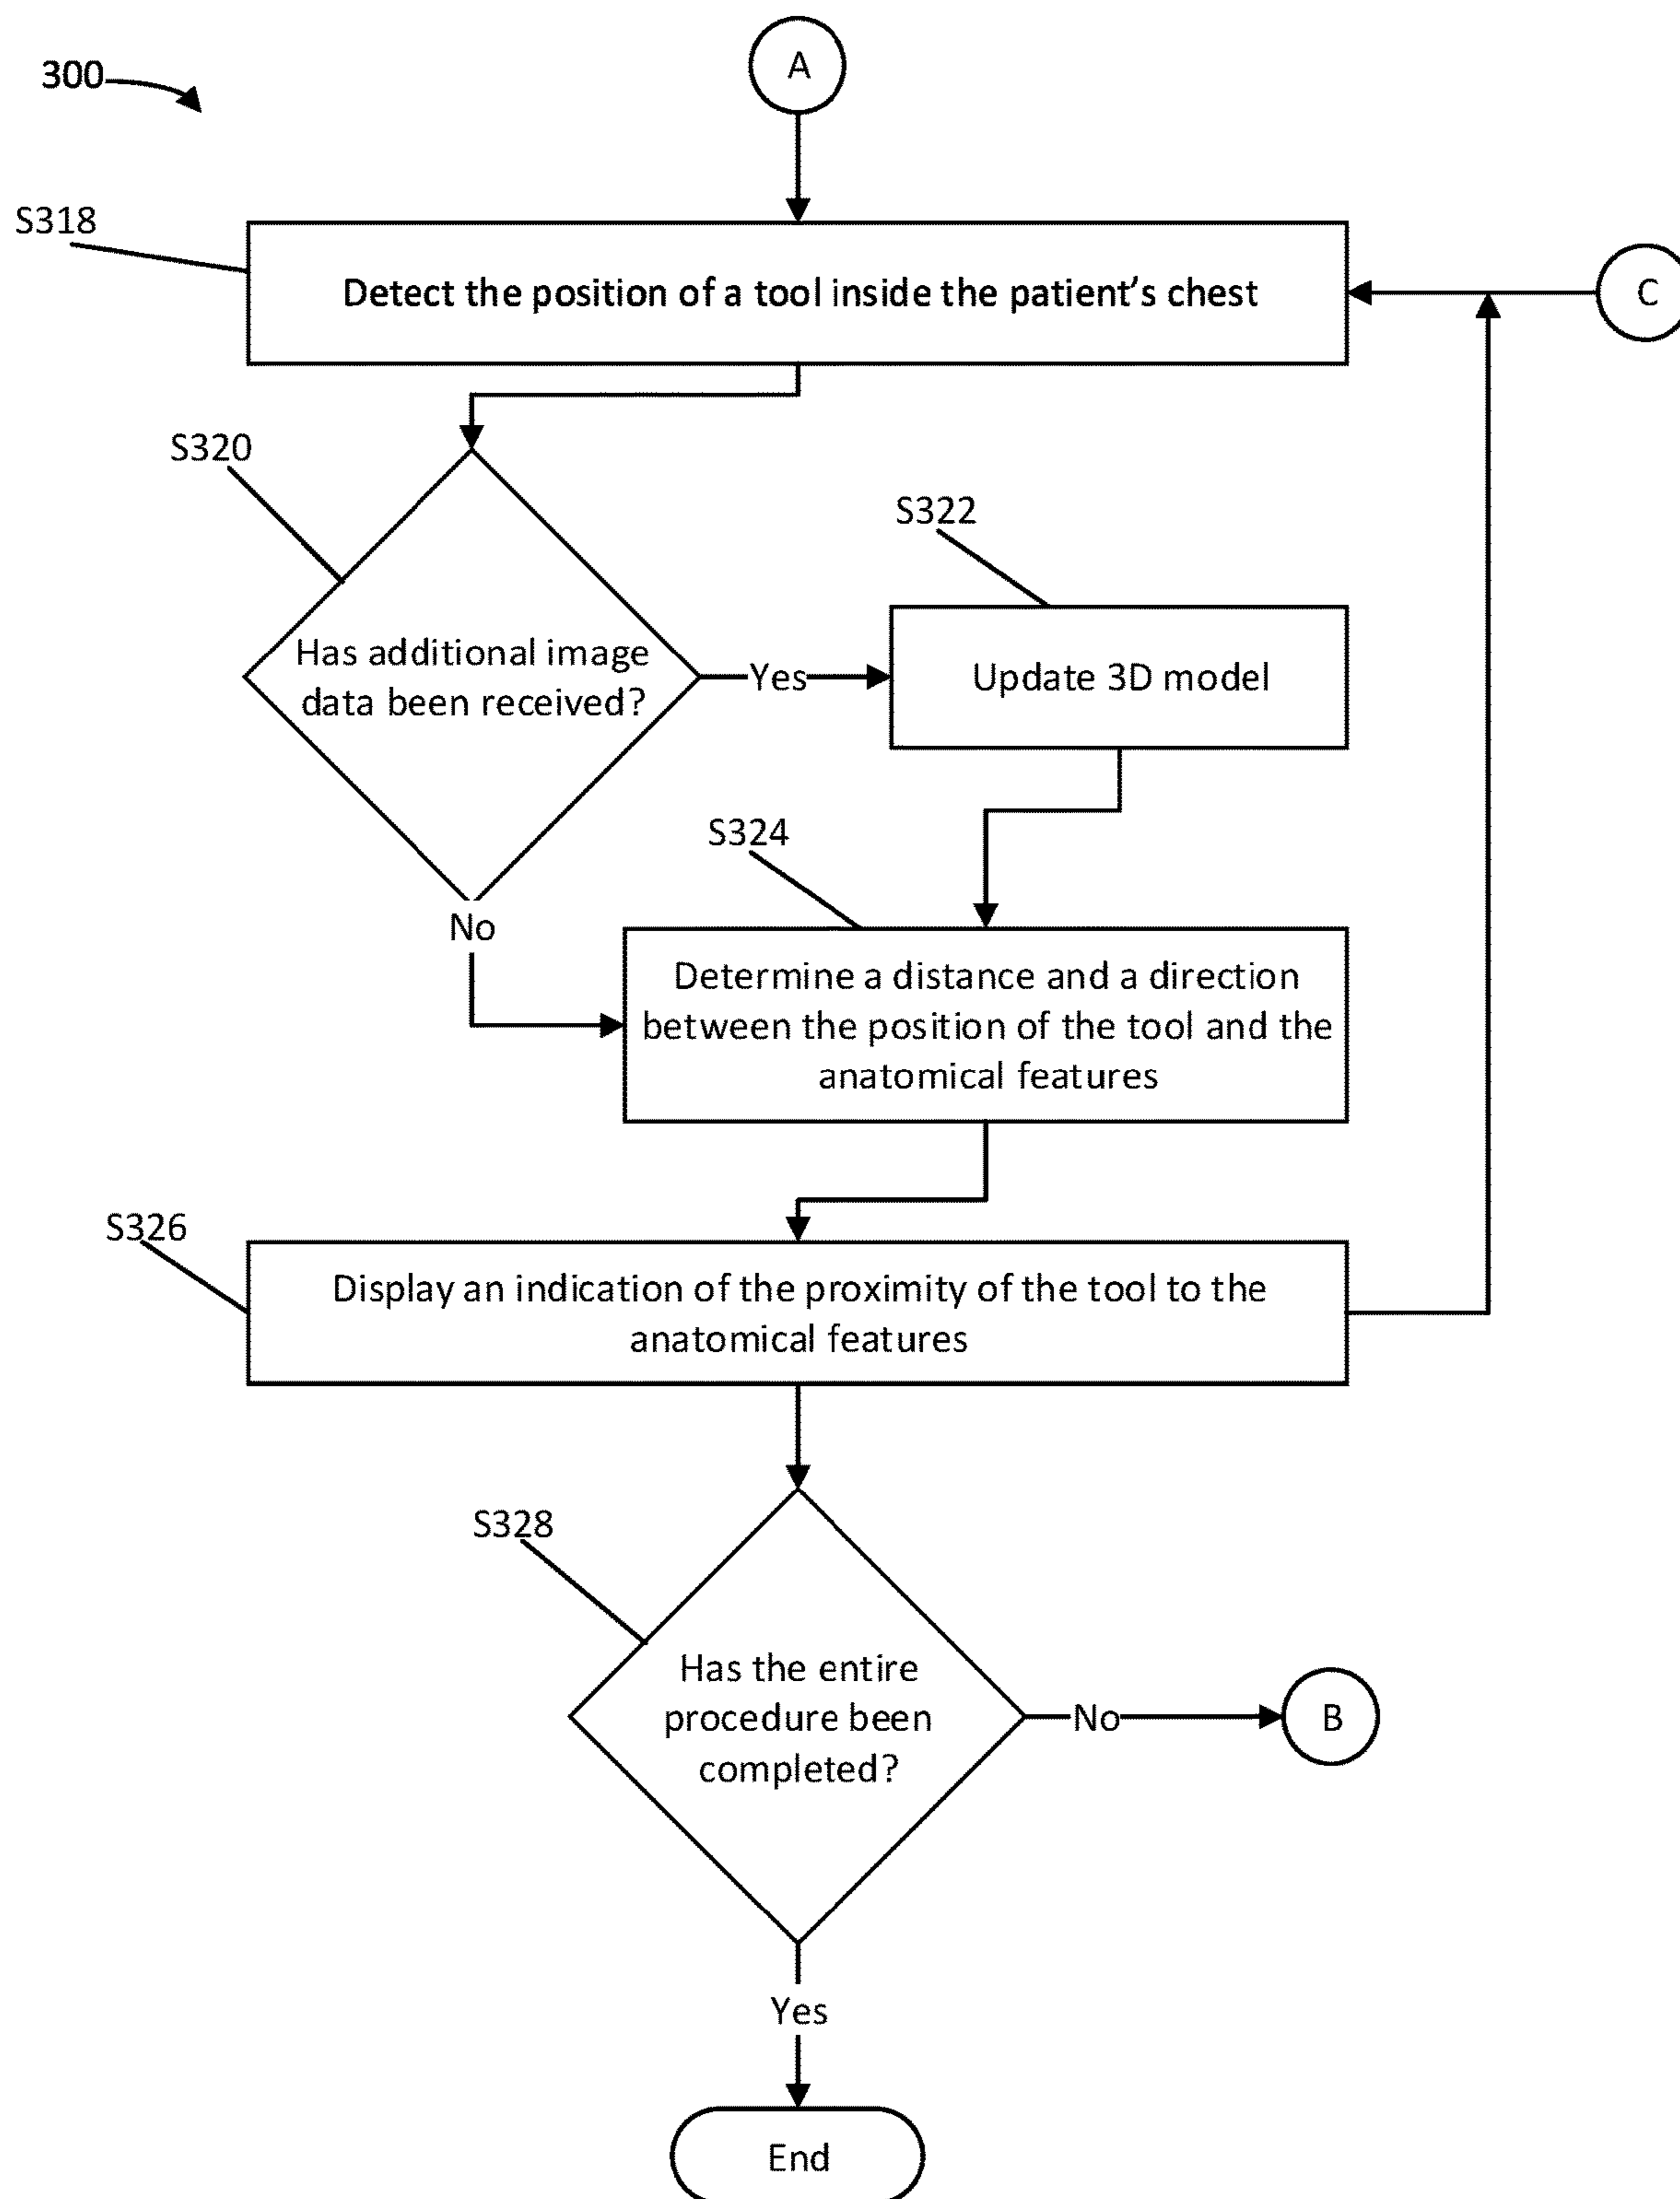 A
300
S318
Detect the position of a tool inside the patient's chest
C
S320
S322
Has additional image
data been received?
Yes
Update 3D model
S324
No
Determine a distance and a direction
between the position of the tool and the
anatomical features
S326
Display an indication of the proximity of the tool to the
anatomical features
S328
Has the entire
procedure been
completed?
No
B
Yes
End